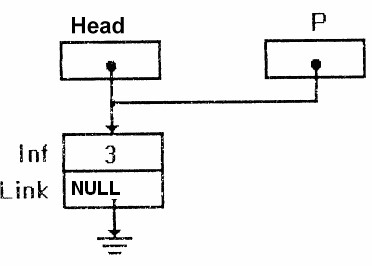 Head
P
Inf 3
Link NULL